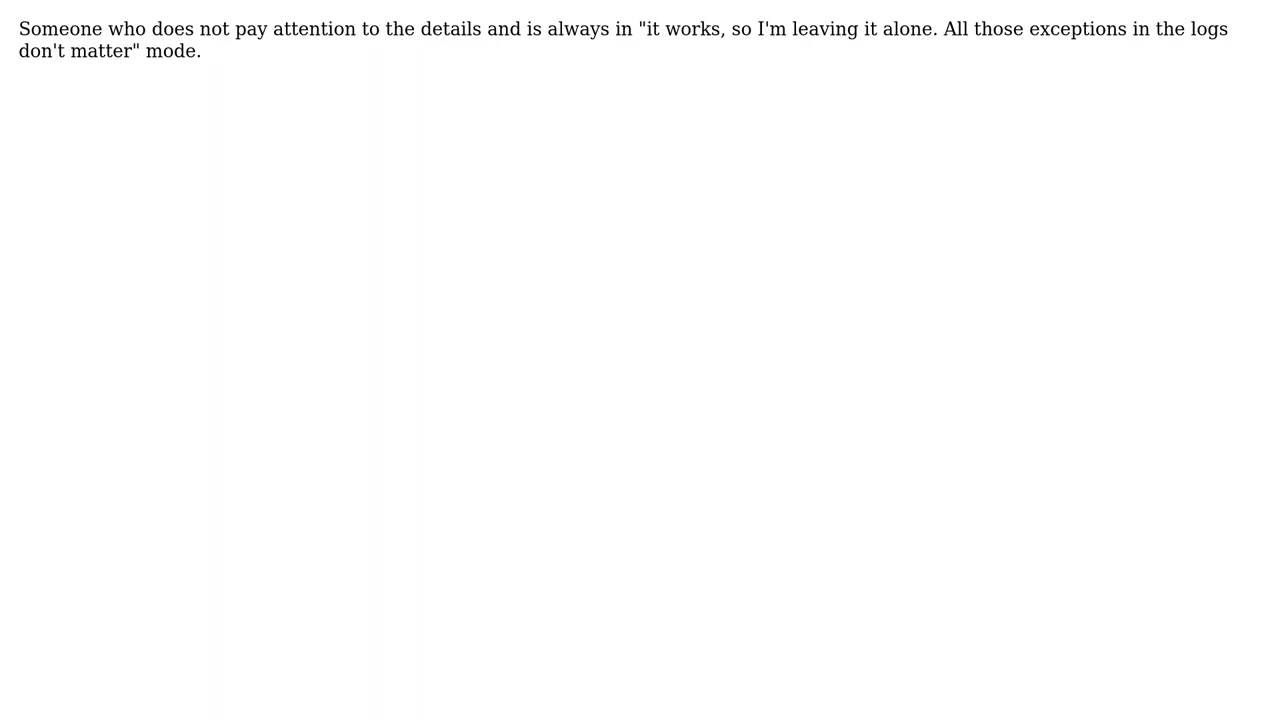 Someone who does not pay attention to the details and is always in "it works, so I'm leaving it alone. All those exceptions in the logs
don't matter" mode.